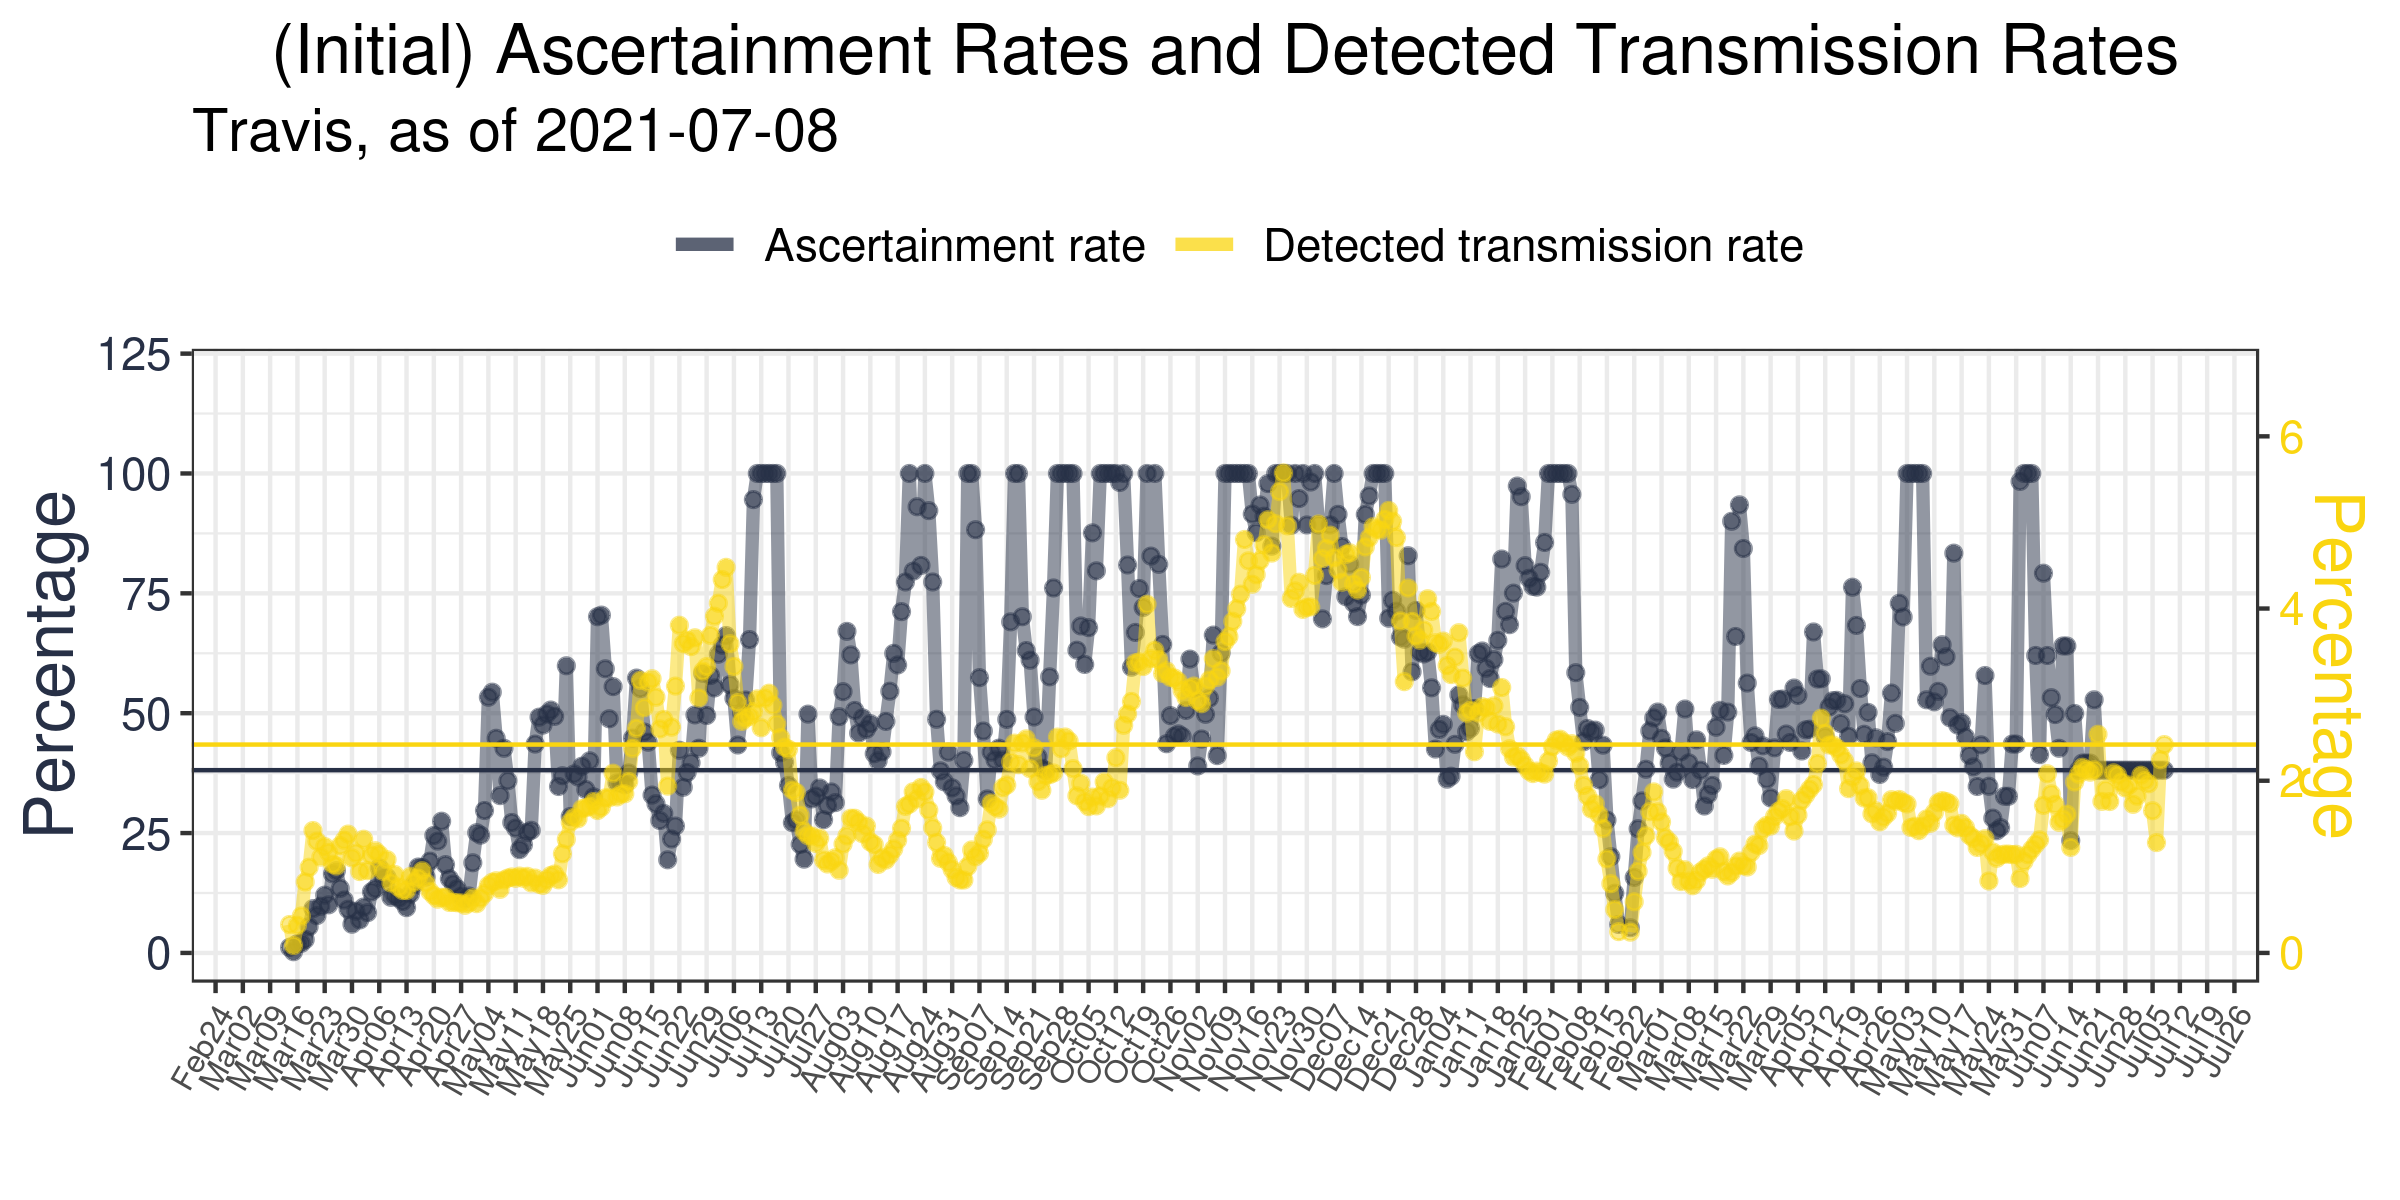 (Initial) Ascertainment Rates and Detected Transmission Rates
Travis, as of 2021-07-08
Ascertainment rate
Detected transmission rate
Percentage
125
100
75
50
25
0
6
4
2
0
Percentage
Feb24
Mar02
Mar09
Mar16
Mar23
Mar30
Apr06
Apr13
Apr20
Apr27
May04
May11
May18
May25
Jun01
Jun08
Jun15
Jun22
Jun29
Jul06
Jul13
Jul20
Jul27
Aug03
Aug10
Aug17
Aug24
Aug31
Sep07
Sep14
Sep21
Sep28
Oct05
Oct12
Oct19
Oct26
Nov02
Nov09
Nov16
Nov23
Nov30
Dec07
Dec14
Dec21
Dec28
Jan04
Jan11
Jan18
Jan25
Feb01
Feb08
Feb15
Feb22
Mar01
Mar08
Mar15
Mar22
Mar29
Apr05
Apr12
Apr19
Apr26
May03
May10
May17
May24
May31
Jun07
Jun14
Jun21
Jun28
Jul05
Jul12
Jul19
Jul26